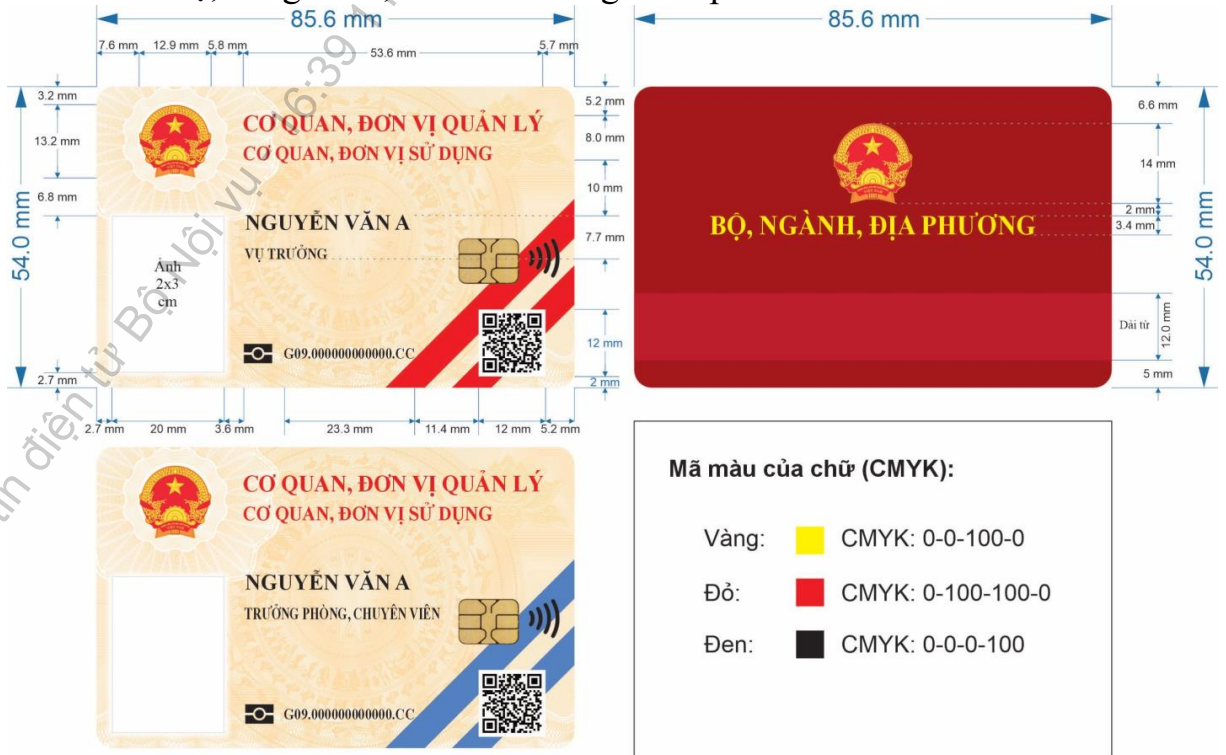 85.6 mm
85.6 mm
7.6 mm 12.9 mm 5.8 mm 53.6 mm 5.7 mm
3.2 mm
13.2 mm
6.8 mm
54.0 mm
2.7 mm
CƠ QUAN, ĐƠN VỊ QUẢN LÝ
CƠ QUAN, ĐƠN VỊ SỬ DỤNG
NGUYỄN VĂN A
VỤ TRƯỞNG
Ảnh
2x3
cm
G09.000000000000.CC
5.2 mm
8.0 mm
10 mm
7.7 mm
12 mm
2 mm
2.7 mm 20 mm 3.6 mm 23.3 mm 11.4 mm 12 mm 5.2 mm
BỘ, NGÀNH, ĐỊA PHƯƠNG
6.6 mm
14 mm
2 mm
3.4 mm
54.0 mm
Dải từ
12.0 mm
5 mm
CƠ QUAN, ĐƠN VỊ QUẢN LÝ
CƠ QUAN, ĐƠN VỊ SỬ DỤNG
NGUYỄN VĂN A
TRƯỞNG PHÒNG, CHUYÊN VIÊN
G09.000000000000.CC
Mã màu của chữ (CMYK):
Vàng: CMYK: 0-0-100-0
Đỏ: CMYK: 0-100-100-0
Đen: CMYK: 0-0-0-100
điện tử Bộ Nội vụ 16:39